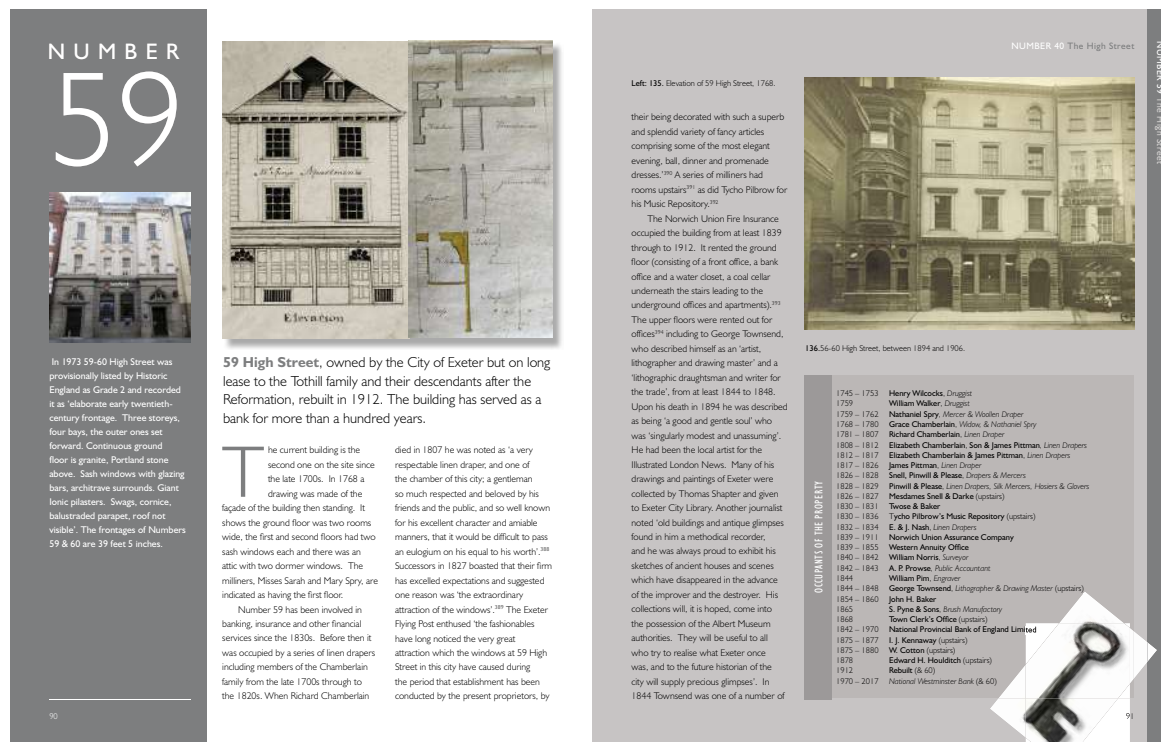 NUMBER
59
In 1973 59-60 High Street was
provisionally listed by Historic
England as Grade 2 and recorded
it as 'elaborate early twentieth-
century frontage. Three storeys,
four bays, the outer ones set
forward. Continuous ground
floor is granite, Portland stone
above. Sash windows with glazing
bars, architrave surrounds. Giant
Ionic pilasters. Swags, cornice,
balustraded parapet, roof not
visible'. The frontages of Numbers
59 & 60 are 39 feet 5 inches.
90
Elevation
59 High Street, owned by the City of Exeter but on long
lease to the Tothill family and their descendants after the
Reformation, rebuilt in 1912. The building has served as a
bank for more than a hundred years.
The current building is the
second one on the site since
the late 1700s. In 1768 a
drawing was made of the
façade of the building then standing. It
shows the ground floor was two rooms
wide, the first and second floors had two
sash windows each and there was an
attic with two dormer windows. The
milliners, Misses Sarah and Mary Spry, are
indicated as having the first floor.
Number 59 has been involved in
banking, insurance and other financial
services since the 1830s. Before then it
was occupied by a series of linen drapers
including members of the Chamberlain
family from the late 1700s through to
the 1820s. When Richard Chamberlain
died in 1807 he was noted as 'a very
respectable linen draper, and one of
the chamber of this city; a gentleman
so much respected and beloved by his
friends and the public, and so well known
for his excellent character and amiable
manners, that it would be difficult to pass
an eulogium on his equal to his worth'.388
Successors in 1827 boasted that their firm
has excelled expectations and suggested
one reason was 'the extraordinary
attraction of the windows'.389 The Exeter
Flying Post enthused 'the fashionables
have long noticed the very great
attraction which the windows at 59 High
Street in this city have caused during
the period that establishment has been
conducted by the present proprietors, by
NUMBER 40 The High Street
Left: 135. Elevation of 59 High Street, 1768.
their being decorated with such a superb
and splendid variety of fancy articles
comprising some of the most elegant
evening, ball, dinner and promenade
dresses.'390 A series of milliners had
rooms upstairs391 as did Tycho Pilbrow for
his Music Repository.392
The Norwich Union Fire Insurance
occupied the building from at least 1839
through to 1912. It rented the ground
floor (consisting of a front office, a bank
office and a water closet, a coal cellar
underneath the stairs leading to the
underground offices and apartments).393
The upper floors were rented out for
offices394 including to George Townsend,
who described himself as an 'artist,
lithographer and drawing master' and a
'lithographic draughtsman and writer for
the trade', from at least 1844 to 1848.
Upon his death in 1894 he was described
as being 'a good and gentle soul' who
was 'singularly modest and unassuming'.
He had been the local artist for the
Illustrated London News. Many of his
drawings and paintings of Exeter were
collected by Thomas Shapter and given
to Exeter City Library. Another journalist
noted 'old buildings and antique glimpses
found in him a methodical recorder,
and he was always proud to exhibit his
sketches of ancient houses and scenes
which have disappeared in the advance
of the improver and the destroyer. His
collections will, it is hoped, come into
the possession of the Albert Museum
authorities. They will be useful to all
who try to realise what Exeter once
was, and to the future historian of the
city will supply precious glimpses'. In
1844 Townsend was one of a number of
136. 56-60 High Street, between 1894 and 1906.
OCCUPANTS OF THE PROPERTY
1745 – 1753 Henry Wilcocks, Druggist
1759 William Walker, Druggist
1759 – 1762 Nathaniel Spry, Mercer & Woollen Draper
1768 – 1780 Grace Chamberlain, Widow, & Nathaniel Spry
1781 – 1807 Richard Chamberlain, Linen Draper
1808 – 1812 Elizabeth Chamberlain, Son & James Pittman, Linen Drapers
1812 – 1817 Elizabeth Chamberlain & James Pittman, Linen Drapers
1817 – 1826 James Pittman, Linen Draper
1826 – 1828 Snell, Pinwill & Please, Drapers & Mercers
1828 – 1829 Pinwill & Please, Linen Drapers, Silk Mercers, Hosiers & Glovers
1826 – 1827 Mesdames Snell & Darke (upstairs)
1830 – 1831 Twose & Baker
1830 – 1836 Tycho Pilbrow's Music Repository (upstairs)
1832 – 1834 E. & J. Nash, Linen Drapers
1839 – 1911 Norwich Union Assurance Company
1839 – 1855 Western Annuity Office
1840 – 1842 William Norris, Surveyor
1842 – 1843 A. P. Prowse, Public Accountant
1844 William Pim, Engraver
1844 – 1848 George Townsend, Lithographer & Drawing Master (upstairs)
1854 – 1860 John H. Baker
1865 S. Pyne & Sons, Brush Manufactory
1868 Town Clerk's Office (upstairs)
1842 – 1970 National Provincial Bank of England Limited
1875 – 1877 I. J. Kennaway (upstairs)
1875 – 1880 W. Cotton (upstairs)
1878 Edward H. Houlditch (upstairs)
1912 Rebuilt (& 60)
1970 – 2017 National Westminster Bank (& 60)
91
NUMBER 59 The High Street